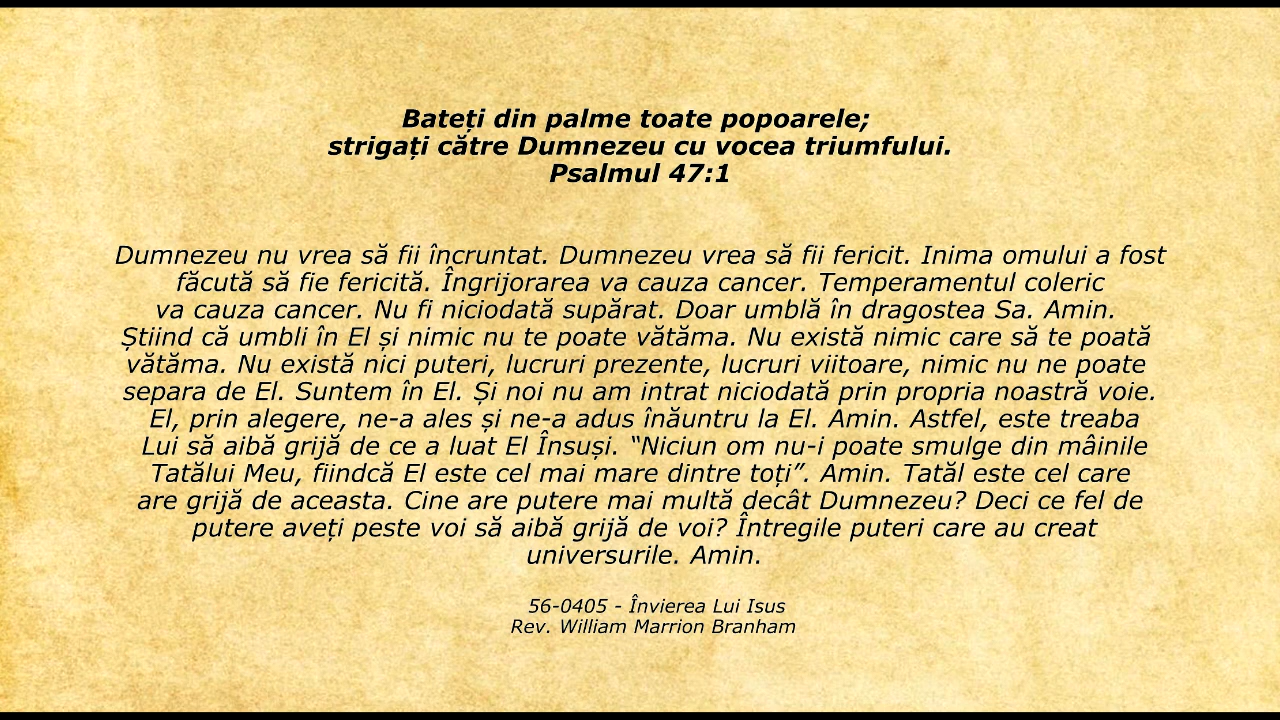 Bateți din palme toate popoarele;
strigați către Dumnezeu cu vocea triumfului.
Psalmul 47:1
Dumnezeu nu vrea să fii încruntat. Dumnezeu vrea să fii fericit. Inima omului a fost
făcută să fie fericită. Îngrijorarea va cauza cancer. Temperamentul coleric
va cauza cancer. Nu fi niciodată supărat. Doar umblă în dragostea Sa. Amin.
Știind că umbli în El și nimic nu te poate vătăma. Nu există nimic care să te poată
vătăma. Nu există nici puteri, lucruri prezente, lucruri viitoare, nimic nu ne poate
separa de El. Suntem în El. Și noi nu am intrat niciodată prin propria noastră voie.
El, prin alegere, ne-a ales și ne-a adus înăuntru la El. Amin. Astfel, este treaba
Lui să aibă grijă de ce a luat El Însuși. “Niciun om nu-i poate smulge din mâinile
Tatălui Meu, fiindcă El este cel mai mare dintre toți”. Amin. Tatăl este cel care
are grijă de aceasta. Cine are putere mai multă decât Dumnezeu? Deci ce fel de
putere aveți peste voi să aibă grijă de voi? Întregile puteri care au creat
universurile. Amin.
56-0405 - Învierea Lui Isus
Rev. William Marrion Branham